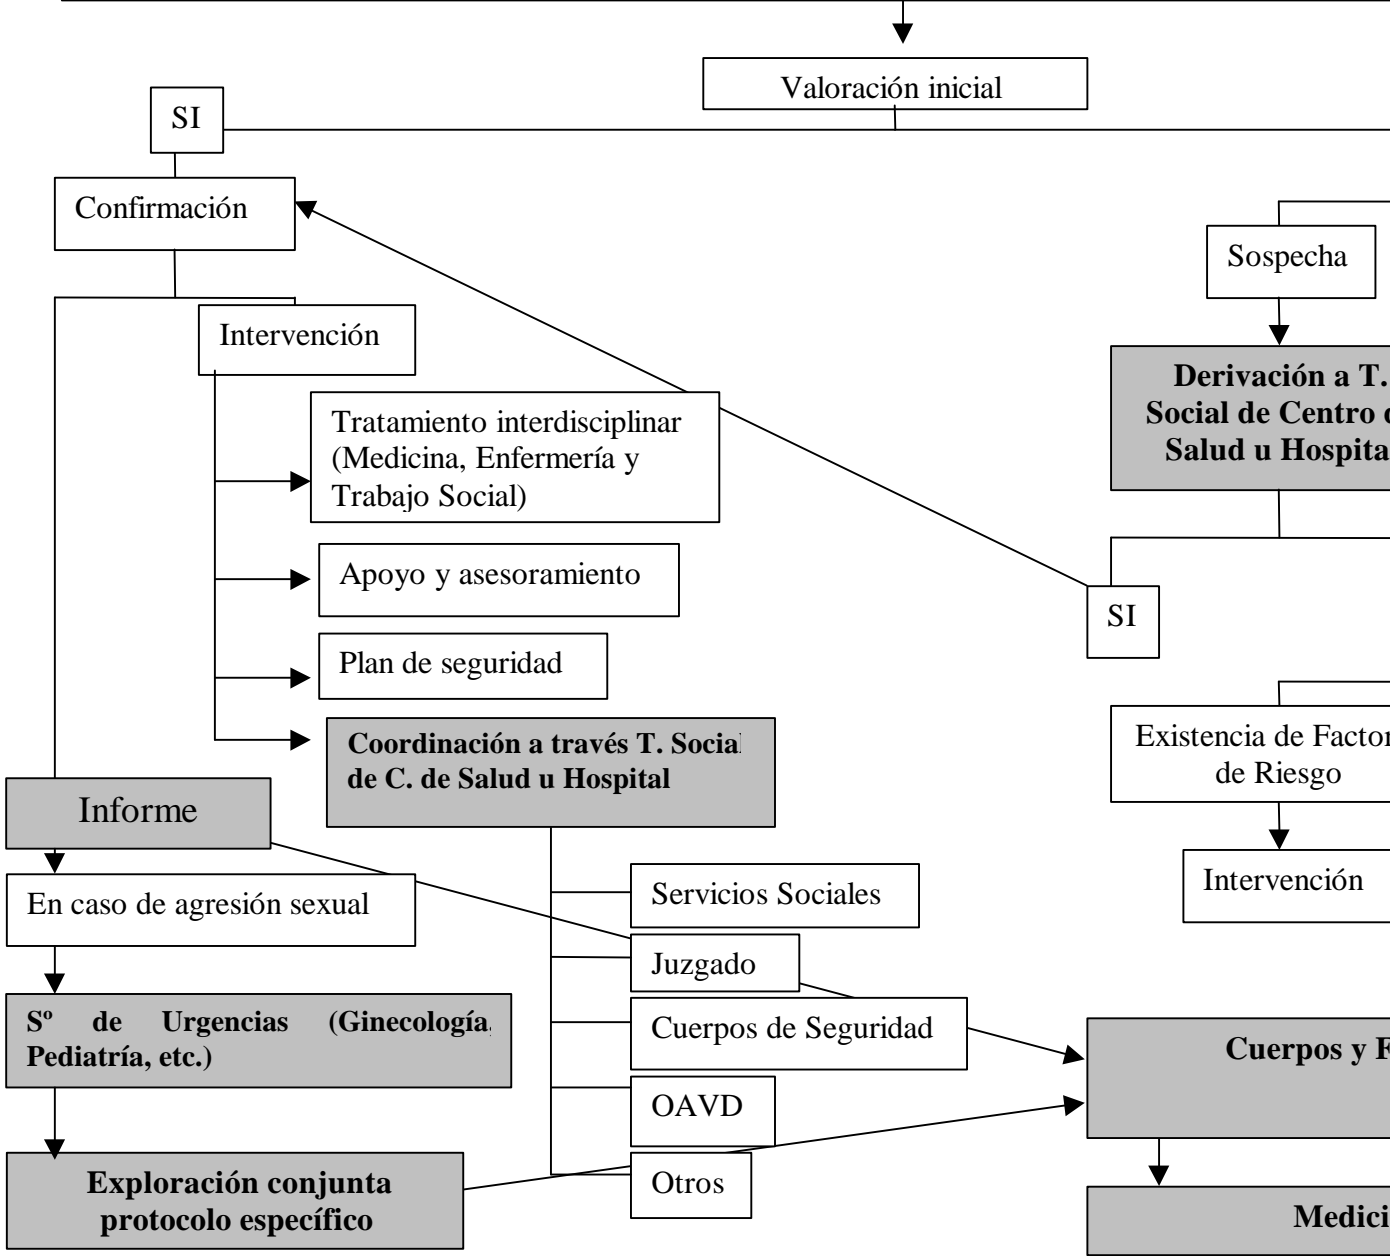 Valoración inicial
SI
Confirmación
Sospecha
Intervención
Derivación a T.
Social de Centro
Salud u Hospita
Tratamiento interdisciplinar
(Medicina, Enfermería y
Trabajo Social)
Apoyo y asesoramiento
SI
Plan de seguridad
Coordinación a través T. Social
de C. de Salud u Hospital
Existencia de Factor
de Riesgo
Informe
Intervención
En caso de agresión sexual
Servicios Sociales
Juzgado
Sº de Urgencias (Ginecología,
Pediatría, etc.)
Cuerpos de Seguridad
Cuerpos y F
OAVD
Exploración conjunta
protocolo específico
Otros
Medici